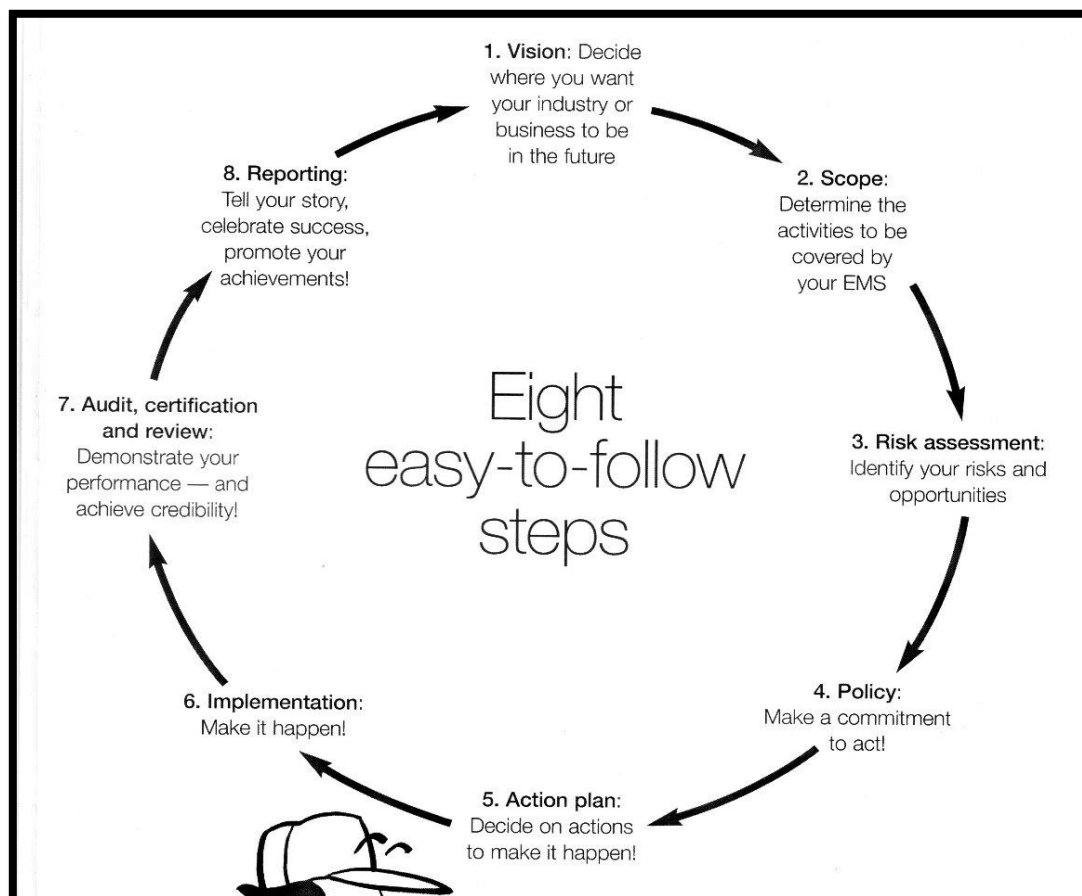 1. Vision: Decide
where you want
your industry or
business to be
in the future
2. Scope:
Determine the
activities to be
covered by
your EMS
3. Risk assessment:
Identify your risks and
opportunities
4. Policy:
Make a commitment
to act!
5. Action plan:
Decide on actions
to make it happen!
6. Implementation:
Make it happen!
7. Audit, certification
and review:
Demonstrate your
performance — and
achieve credibility!
8. Reporting:
Tell your story,
celebrate success,
promote your
achievements!
Eight
easy-to-follow
steps